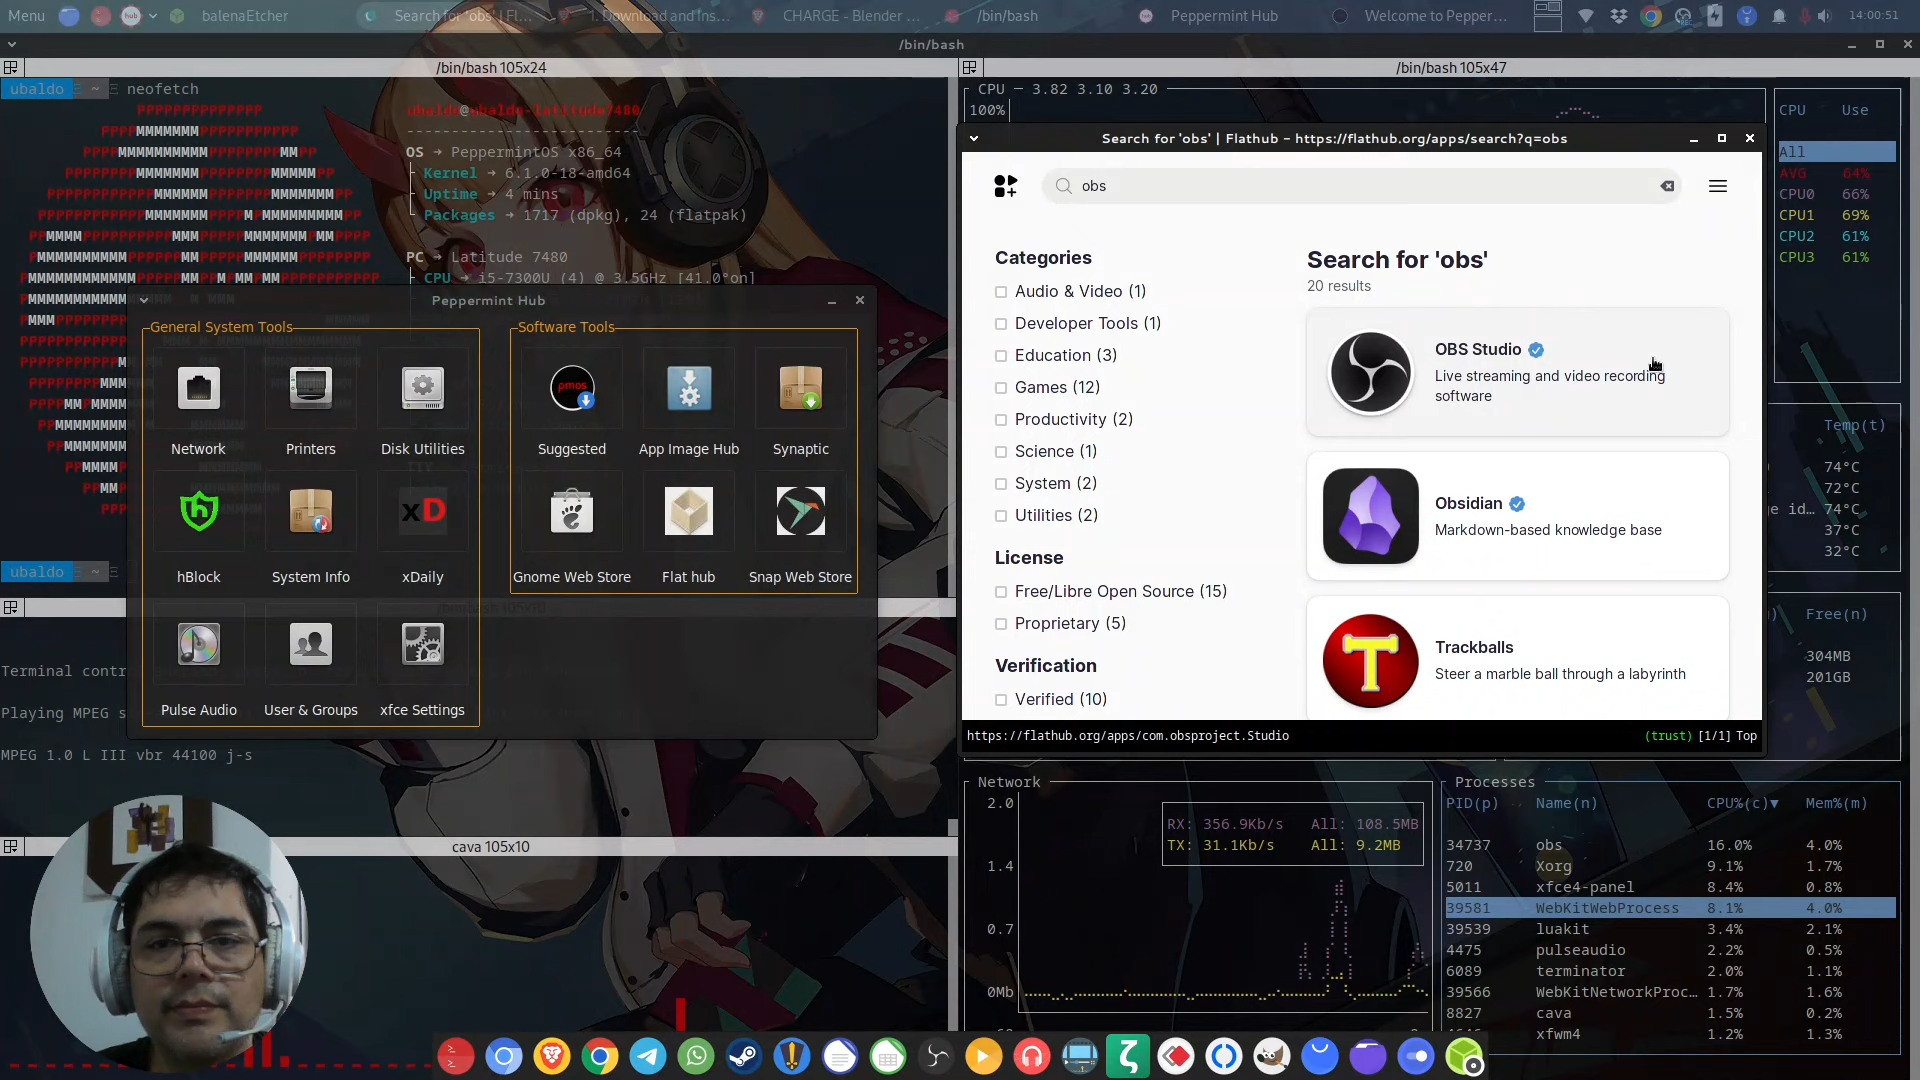 Menu
hub
balenaEtcher
Search for 'obs' | Fl...
1. Download and Ins...
CHARGE - Blender ...
/bin/bash
Peppermint Hub
Welcome to Pepper...
14:00:51
/bin/bash
/bin/bash 105x24
ubaldo ~ neofetch
ubaldo@ubaldo-latitude7480
OS → PeppermintOS x86_64
Kernel → 6.1.0-18-amd64
Uptime → 4 mins
Packages → 1717 (dpkg), 24 (flatpak)
PC → Latitude 7480
CPU → i5-7300U (4) @ 3.5GHz [41.0°on]
ubaldo ~
Peppermint Hub
General System Tools
Network
Printers
Disk Utilities
hBlock
System Info
xD
xDaily
Pulse Audio
User & Groups
xfce Settings
Software Tools
pmos
Suggested
App Image Hub
Synaptic
Gnome Web Store
Flat hub
Snap Web Store
/bin/bash 105x10
Terminal contr
Playing MPEG s
MPEG 1.0 L III vbr 44100 j-s
cava 105x10
/bin/bash 105x47
CPU — 3.82 3.10 3.20
100%
CPU Use
All
AVG 64%
CPU0 66%
CPU1 69%
CPU2 61%
CPU3 61%
Search for 'obs' | Flathub – https://flathub.org/apps/search?q=obs
obs
Categories
Audio & Video (1)
Developer Tools (1)
Education (3)
Games (12)
Productivity (2)
Science (1)
System (2)
Utilities (2)
License
Free/Libre Open Source (15)
Proprietary (5)
Verification
Verified (10)
Search for 'obs'
20 results
OBS Studio
Live streaming and video recording
software
Obsidian
Markdown-based knowledge base
T
Trackballs
Steer a marble ball through a labyrinth
https://flathub.org/apps/com.obsproject.Studio
(trust) [1/1] Top
Temp(t)
74°C
72°C
ge id… 74°C
37°C
32°C
) Free(n)
304MB
201GB
Network
2.0
1.4
0.7
0Mb
RX: 356.9Kb/s All: 108.5MB
TX: 31.1Kb/s All: 9.2MB
Processes
PID(p) Name(n) CPU%(c)▼ Mem%(m)
34737 obs 16.0% 4.0%
720 Xorg 9.1% 1.7%
5011 xfce4-panel 8.4% 0.8%
39581 WebKitWebProcess 8.1% 4.0%
39539 luakit 3.4% 2.1%
4475 pulseaudio 2.2% 0.5%
6089 terminator 2.0% 1.1%
39566 WebKitNetworkProc… 1.7% 1.6%
8827 cava 1.5% 0.2%
xfwm4 1.2% 1.3%